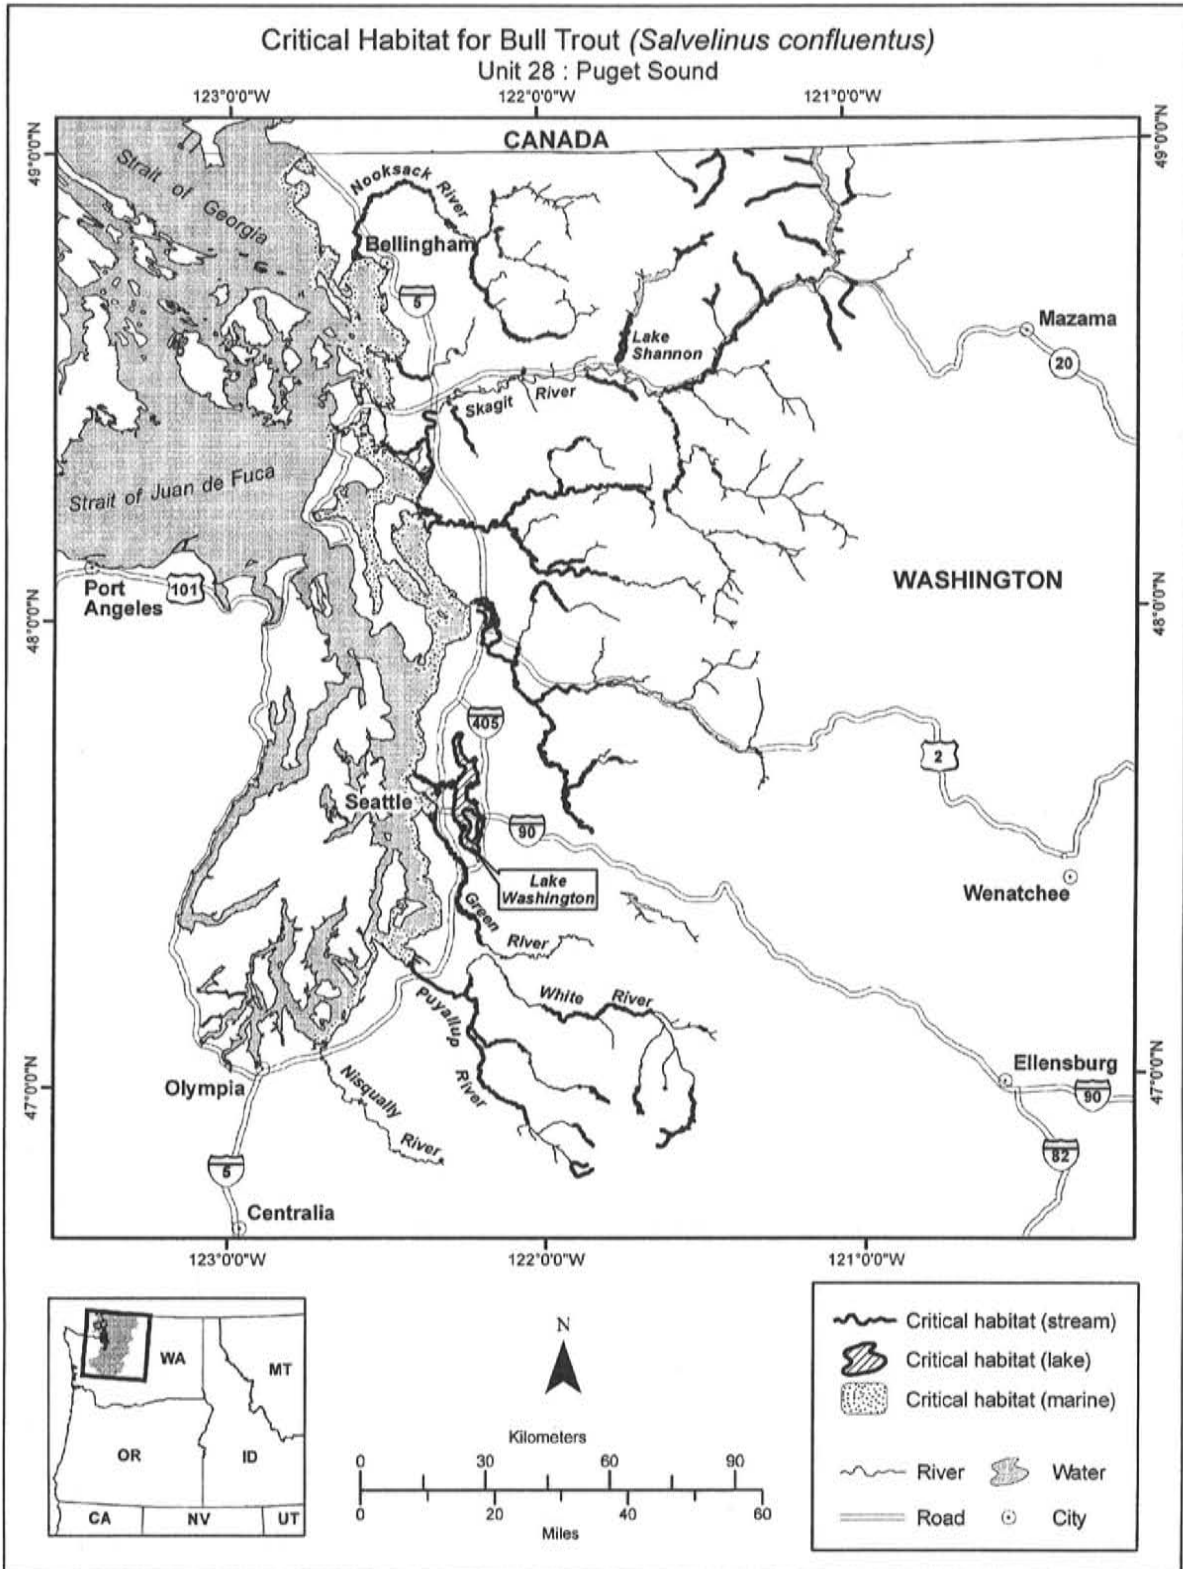 Critical Habitat for Bull Trout (Salvelinus confluentus)
Unit 28 : Puget Sound
123°0'0"W
122°0'0"W
121°0'0"W
49°0'0"N
49°0'0"N
CANADA
Strait of
Georgia
Nooksack
River
Bellingham
5
Lake
Shannon
Mazama
20
Skagit
River
Strait of Juan de Fuca
Port
Angeles
101
WASHINGTON
48°0'0"N
48°0'0"N
405
2
Seattle
90
Lake
Washington
Wenatchee
Green
River
White
River
Puyallup
River
Ellensburg
90
47°0'0"N
47°0'0"N
Olympia
Nisqually
River
82
5
Centralia
123°0'0"W
122°0'0"W
121°0'0"W
WA
MT
OR
ID
CA
NV
UT
N
Kilometers
0
30
60
90
0
20
40
60
Miles
Critical habitat (stream)
Critical habitat (lake)
Critical habitat (marine)
River
Water
Road
City